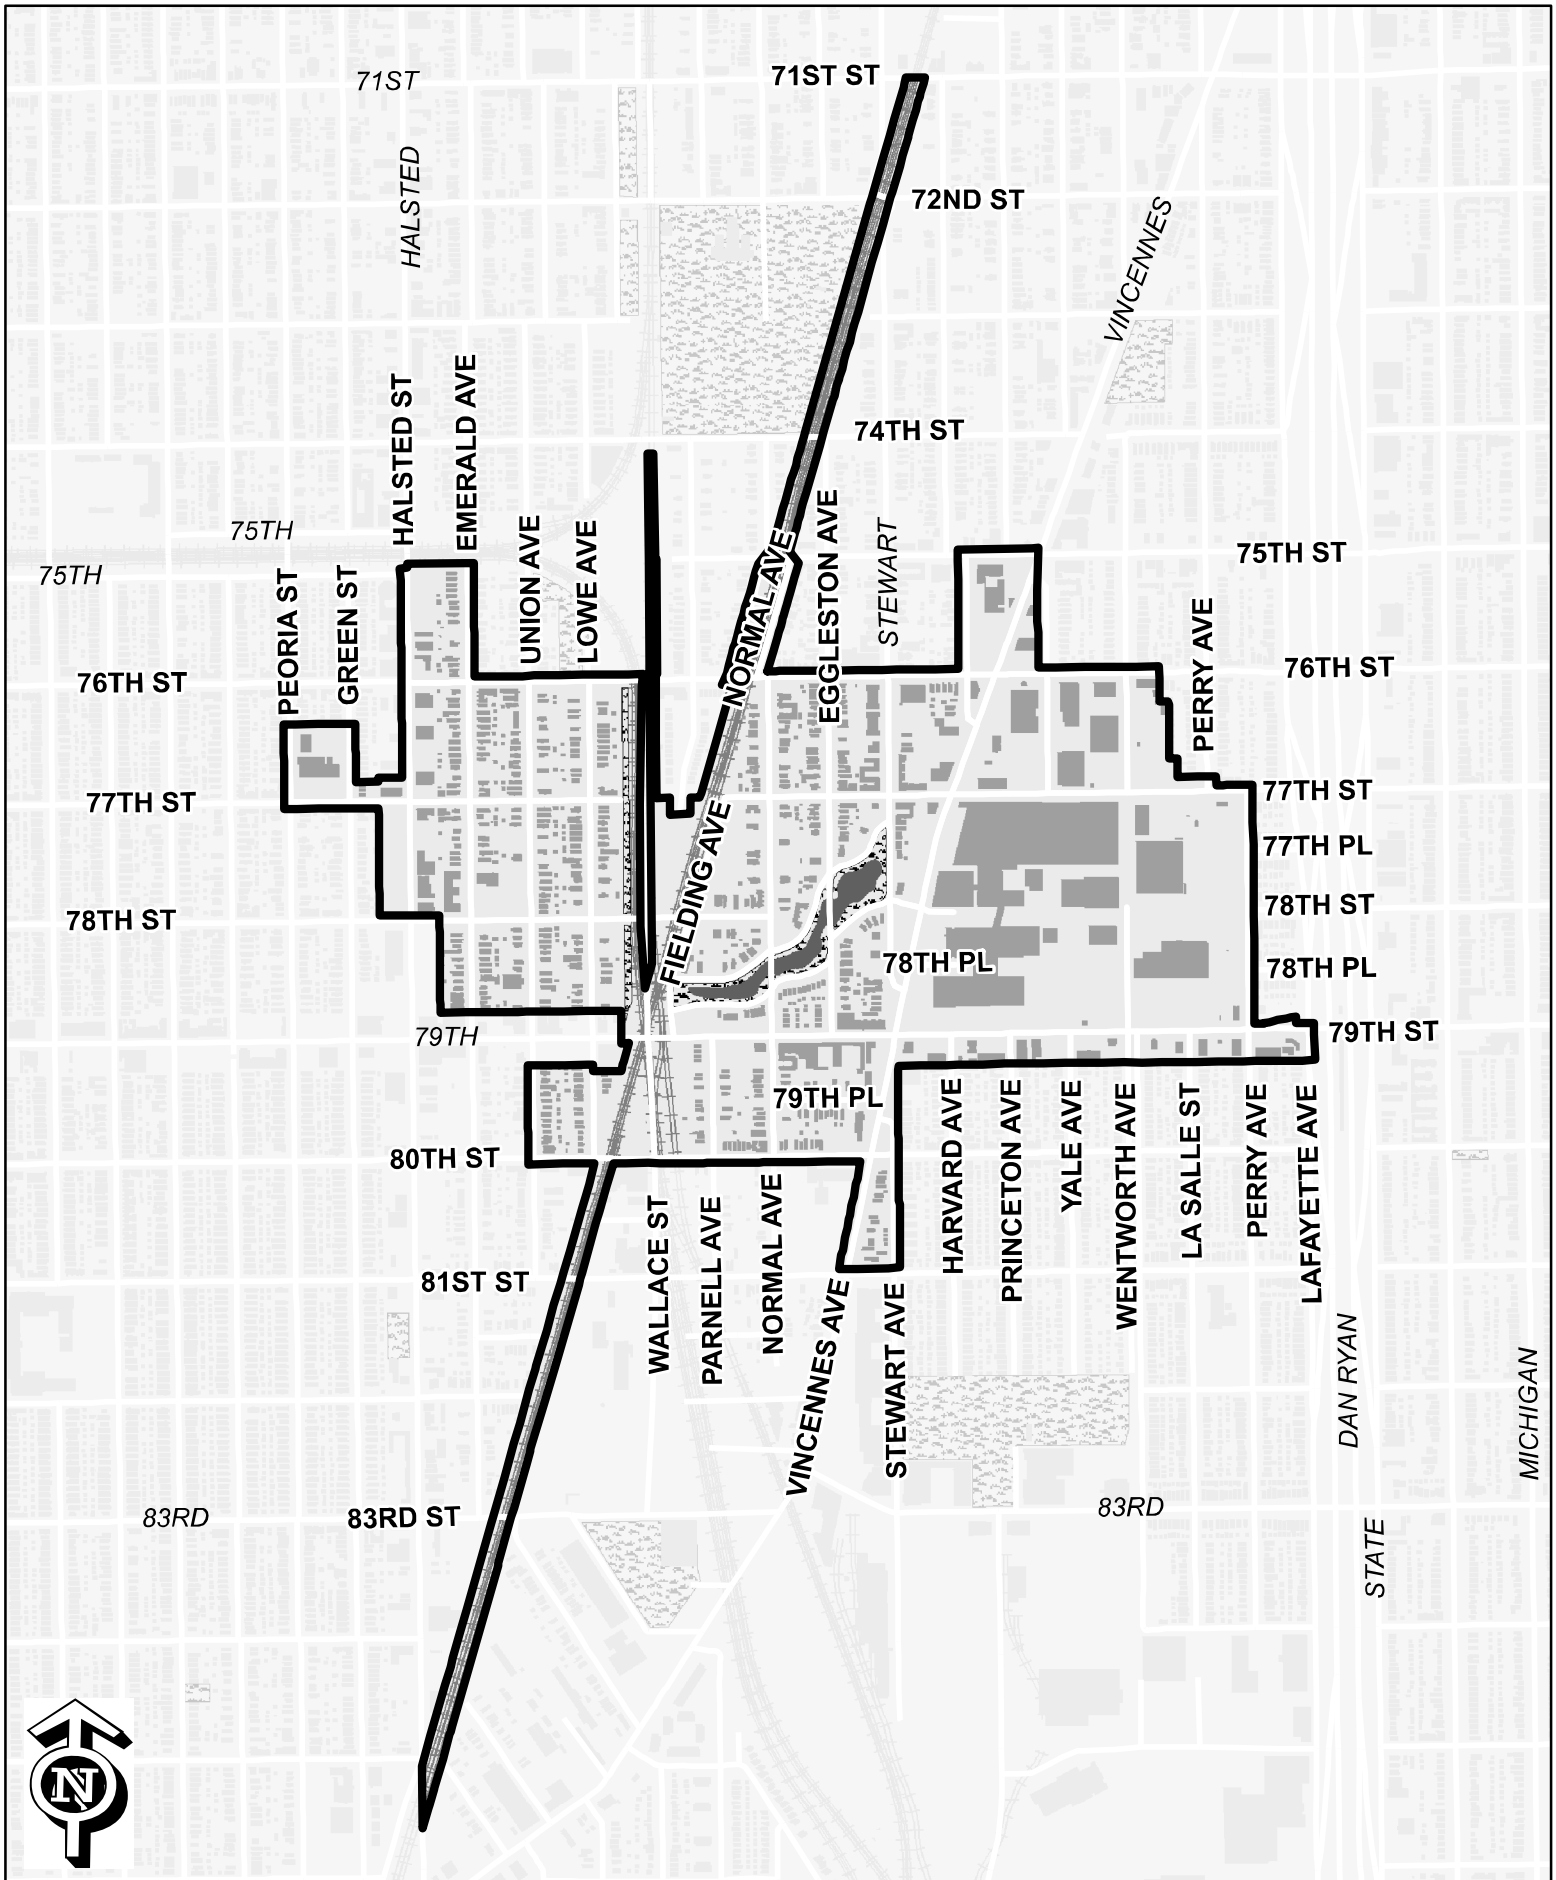 71ST
71ST ST
HALSTED
72ND ST
VINCENNES
HALSTED ST
EMERALD AVE
74TH ST
75TH
UNION AVE
LOWE AVE
NORMAL AVE
EGGLESTON AVE
STEWART
75TH ST
75TH
PEORIA ST
GREEN ST
PERRY AVE
76TH ST
76TH ST
77TH ST
77TH ST
FIELDING AVE
77TH PL
78TH ST
78TH ST
78TH PL
78TH PL
79TH
79TH ST
79TH PL
HARVARD AVE
PRINCETON AVE
YALE AVE
WENTWORTH AVE
LA SALLE ST
PERRY AVE
LAFAYETTE AVE
80TH ST
WALLACE ST
PARNELL AVE
NORMAL AVE
81ST ST
VINCENNES AVE
STEWART AVE
DAN RYAN
MICHIGAN
83RD
83RD ST
83RD
STATE
N